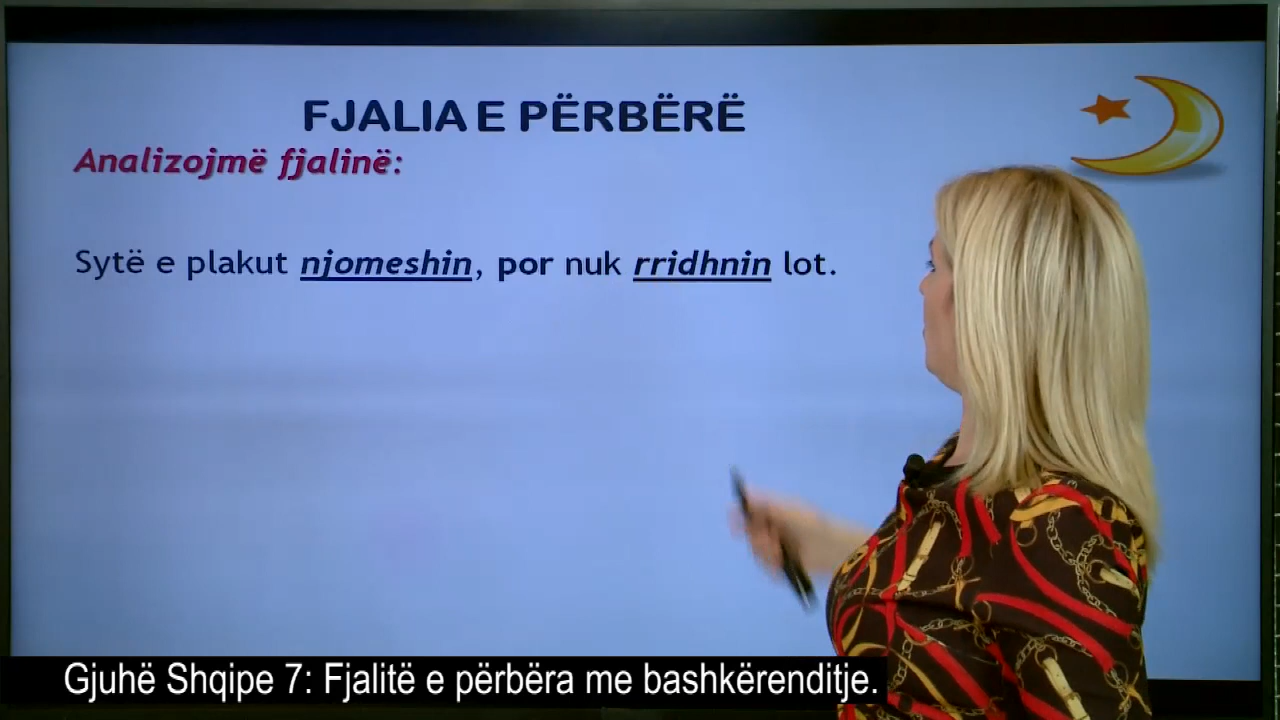 FJALIA E PËRBËRË
Analizojmë fjalinë:
Sytë e plakut njomeshin, por nuk rridhnin lot.
Gjuhë Shqipe 7: Fjalitë e përbëra me bashkërenditje.